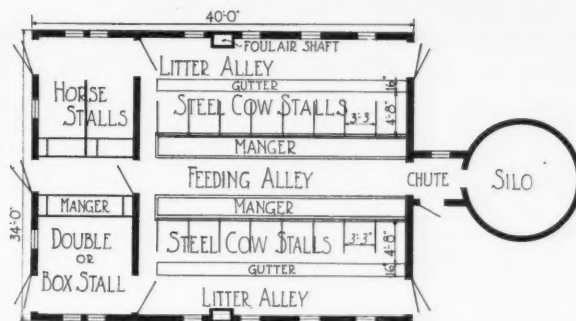 40'-0"
FOUL AIR SHAFT
LITTER ALLEY
GUTTER
16"
HORSE
STALLS
STEEL COW STALLS
3'-3
4'-8"
MANGER
FEEDING ALLEY
CHUTE
SILO
MANGER
MANGER
34'-0"
DOUBLE
OR
BOX STALL
STEEL COW STALLS
3'-3"
4'-8"
GUTTER
16"
LITTER ALLEY